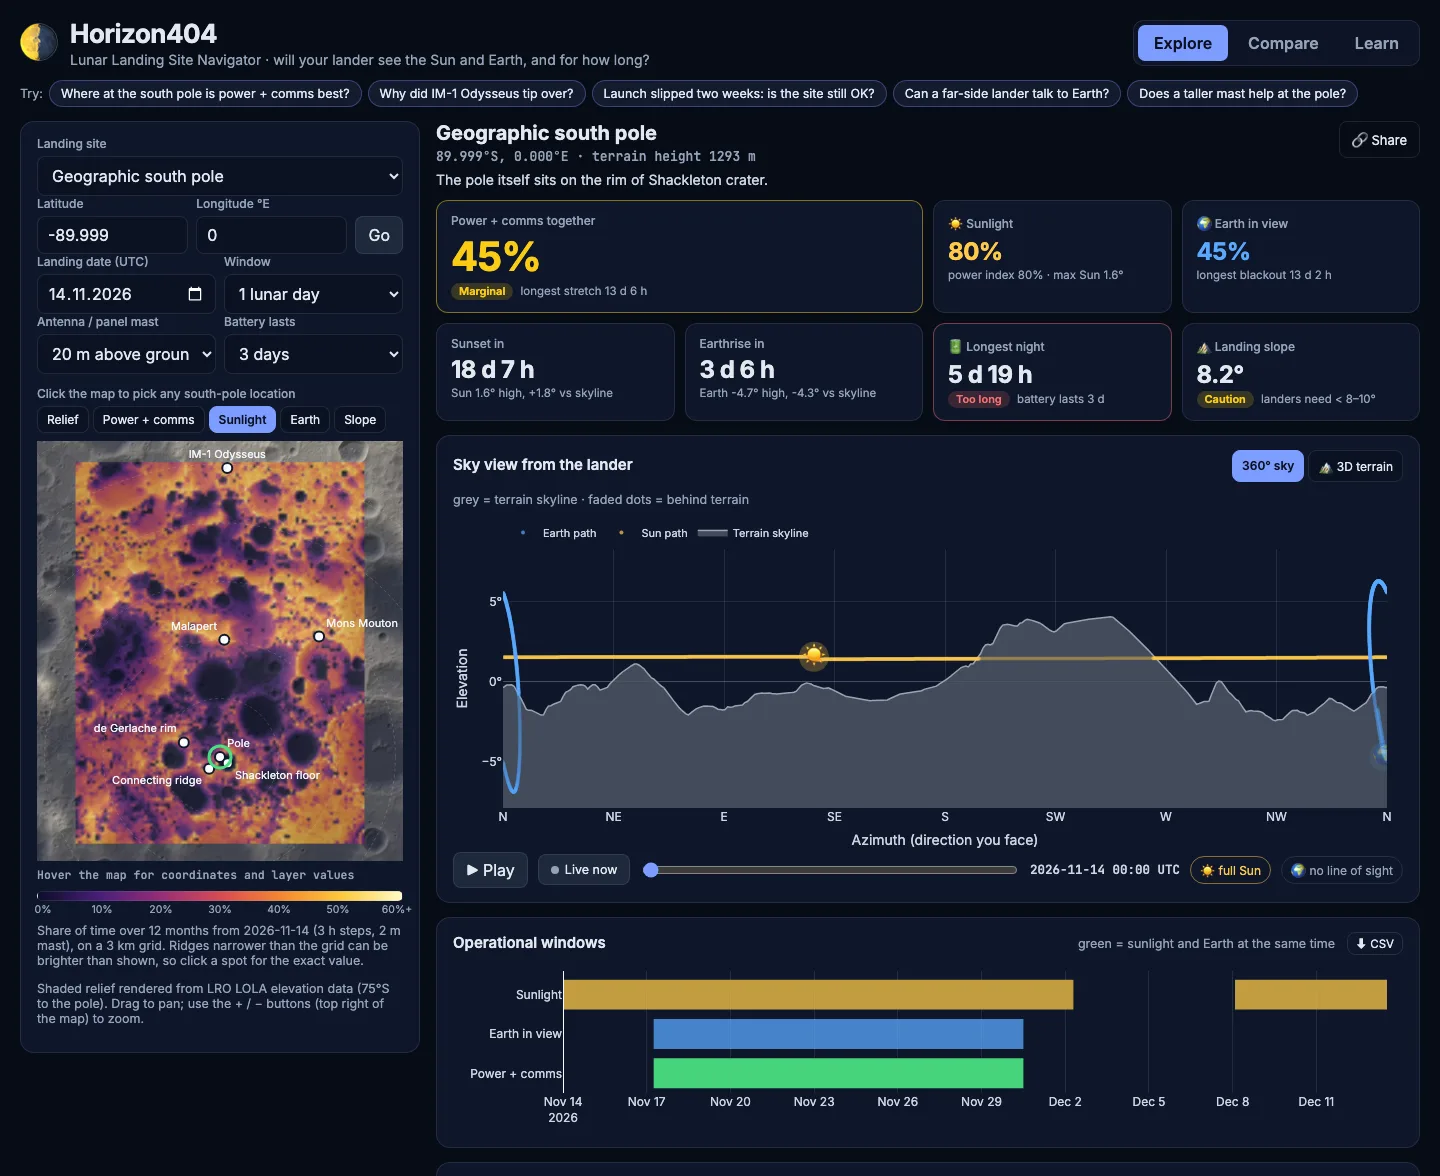 Horizon404
Lunar Landing Site Navigator · will your lander see the Sun and Earth, and for how long?
Explore
Compare
Learn
Try:
Where at the south pole is power + comms best?
Why did IM-1 Odysseus tip over?
Launch slipped two weeks: is the site still OK?
Can a far-side lander talk to Earth?
Does a taller mast help at the pole?
Landing site
Geographic south pole
Latitude
Longitude °E
-89.999
0
Go
Landing date (UTC)
Window
14.11.2026
1 lunar day
Antenna / panel mast
Battery lasts
20 m above groun
3 days
Click the map to pick any south-pole location
Relief
Power + comms
Sunlight
Earth
Slope
IM-1 Odysseus
Malapert
Mons Mouton
de Gerlache rim
Pole
Connecting ridge
Shackleton floor
Hover the map for coordinates and layer values
0%
10%
20%
30%
40%
50%
60%+
Share of time over 12 months from 2026-11-14 (3 h steps, 2 m
mast), on a 3 km grid. Ridges narrower than the grid can be
brighter than shown, so click a spot for the exact value.
Shaded relief rendered from LRO LOLA elevation data (75°S
to the pole). Drag to pan; use the + / − buttons (top right of
the map) to zoom.
Geographic south pole
89.999°S, 0.000°E · terrain height 1293 m
The pole itself sits on the rim of Shackleton crater.
Share
Power + comms together
45%
Marginal
longest stretch 13 d 6 h
Sunlight
80%
power index 80% · max Sun 1.6°
Earth in view
45%
longest blackout 13 d 2 h
Sunset in
18 d 7 h
Sun 1.6° high, +1.8° vs skyline
Earthrise in
3 d 6 h
Earth -4.7° high, -4.3° vs skyline
Longest night
5 d 19 h
Too long
battery lasts 3 d
Landing slope
8.2°
Caution
landers need < 8–10°
Sky view from the lander
360° sky
3D terrain
grey = terrain skyline · faded dots = behind terrain
Earth path
Sun path
Terrain skyline
Elevation
5°
0°
−5°
N
NE
E
SE
S
SW
W
NW
N
Azimuth (direction you face)
Play
Live now
2026-11-14 00:00 UTC
full Sun
no line of sight
Operational windows
green = sunlight and Earth at the same time
CSV
Sunlight
Earth in view
Power + comms
Nov 14
2026
Nov 17
Nov 20
Nov 23
Nov 26
Nov 29
Dec 2
Dec 5
Dec 8
Dec 11